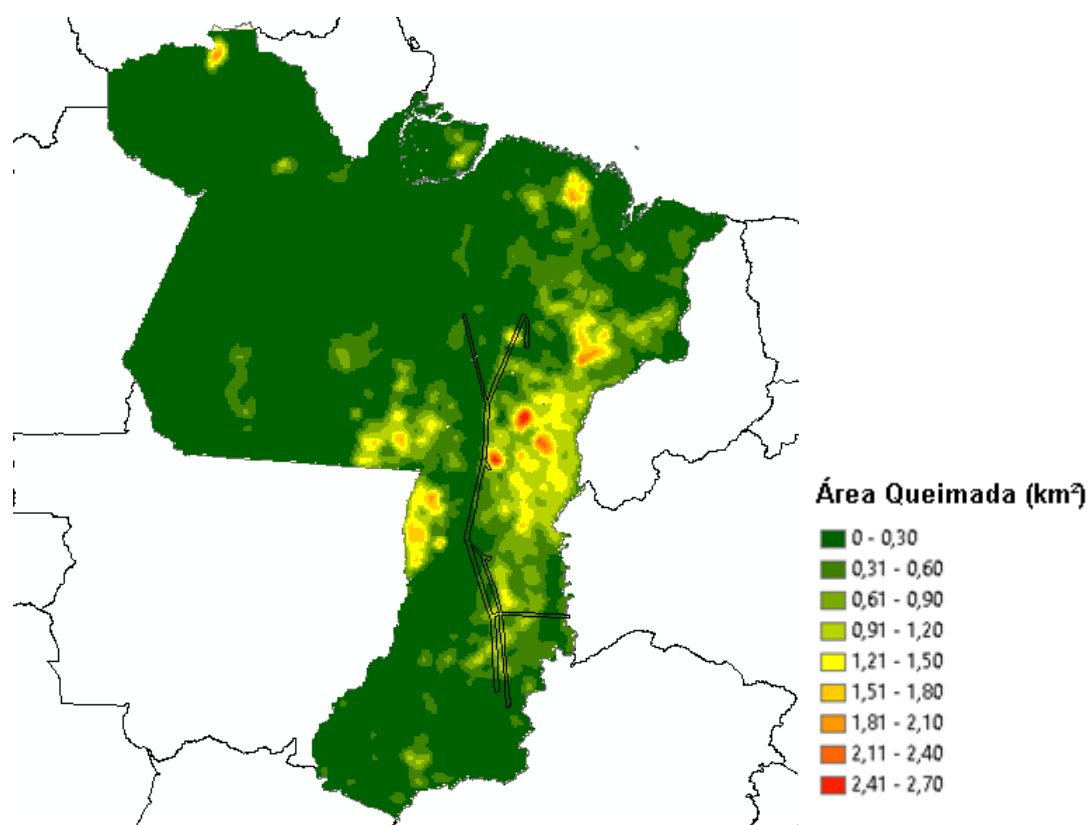 Área Queimada (km²)
0 - 0,30
0,31 - 0,60
0,61 - 0,90
0,91 - 1,20
1,21 - 1,50
1,51 - 1,80
1,81 - 2,10
2,11 - 2,40
2,41 - 2,70